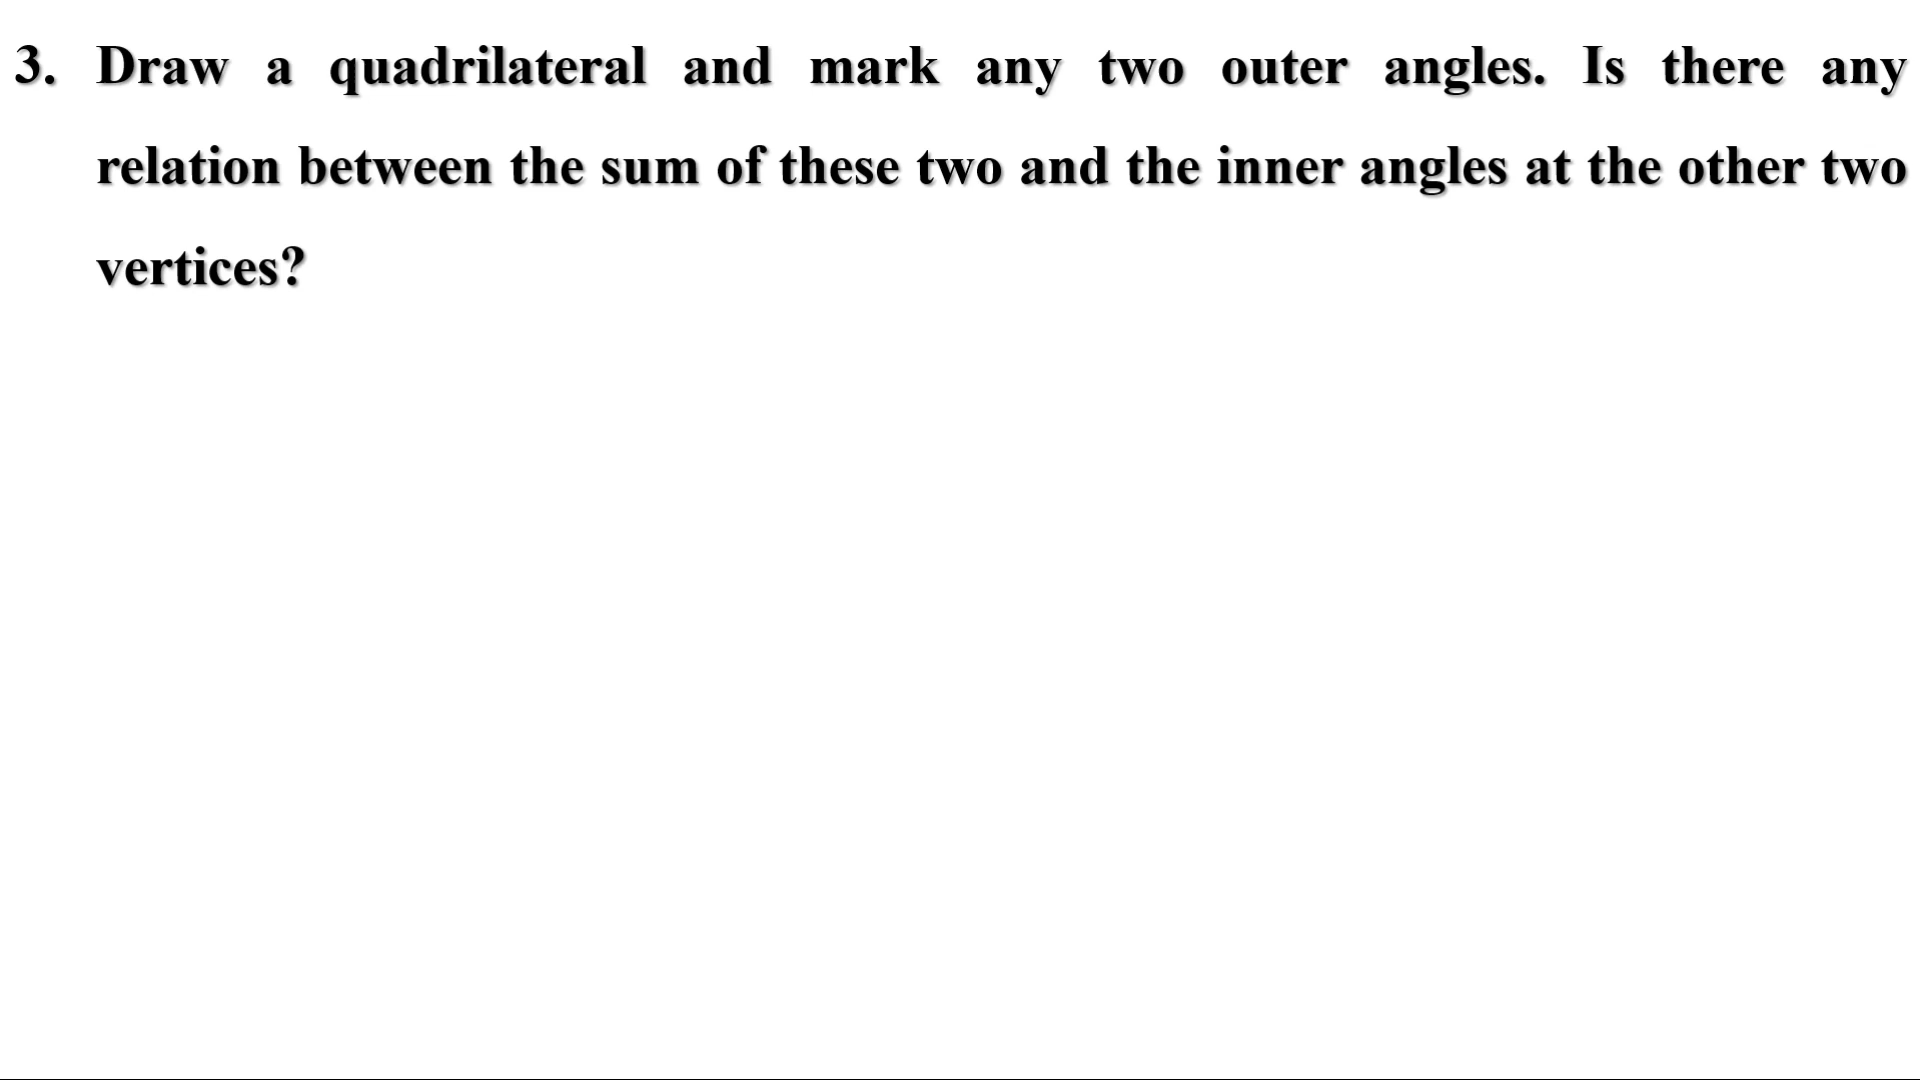 3. Draw a quadrilateral and mark any two outer angles. Is there any
relation between the sum of these two and the inner angles at the other two
vertices?